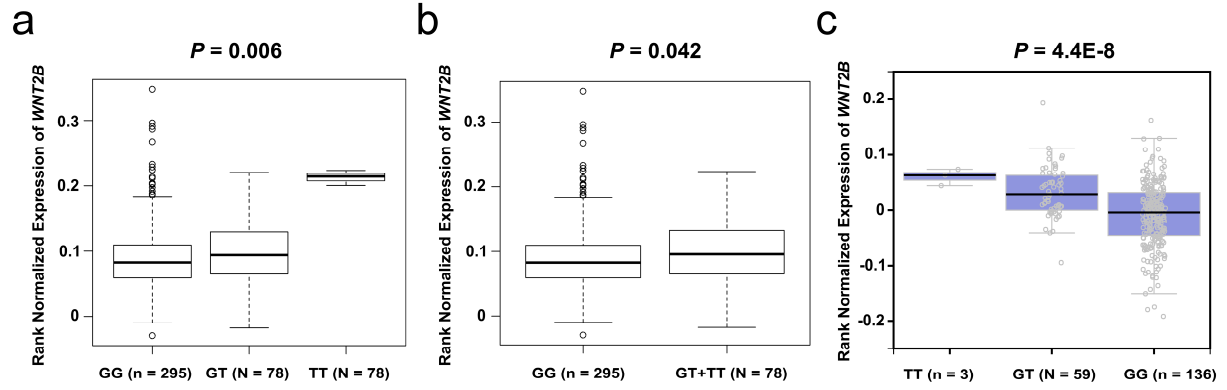 a
P = 0.006
Rank Normalized Expression of WNT2B
0.3
0.2
0.1
0
GG (n = 295) GT (N = 78) TT (N = 78)
b
P = 0.042
Rank Normalized Expression of WNT2B
0.3
0.2
0.1
0
GG (n = 295) GT+TT (N = 78)
c
P = 4.4E-8
Rank Normalized Expression of WNT2B
0.2
0.1
0
-0.1
-0.2
TT (n = 3) GT (N = 59) GG (n = 136)